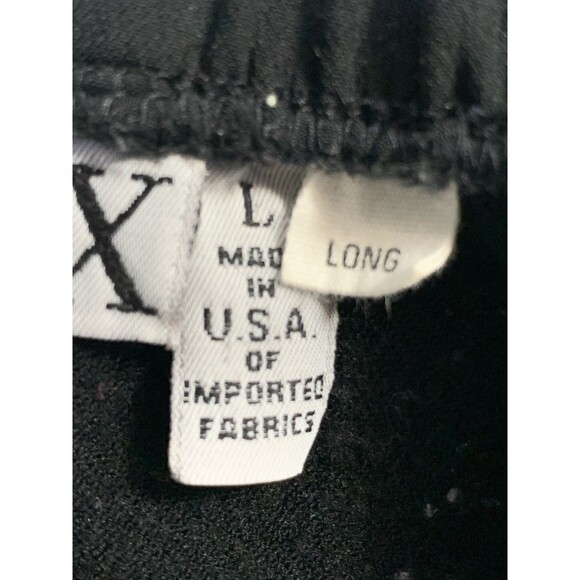 X
L
LONG
MADE
IN
U.S.A.
OF
IMPORTED
FABRICS